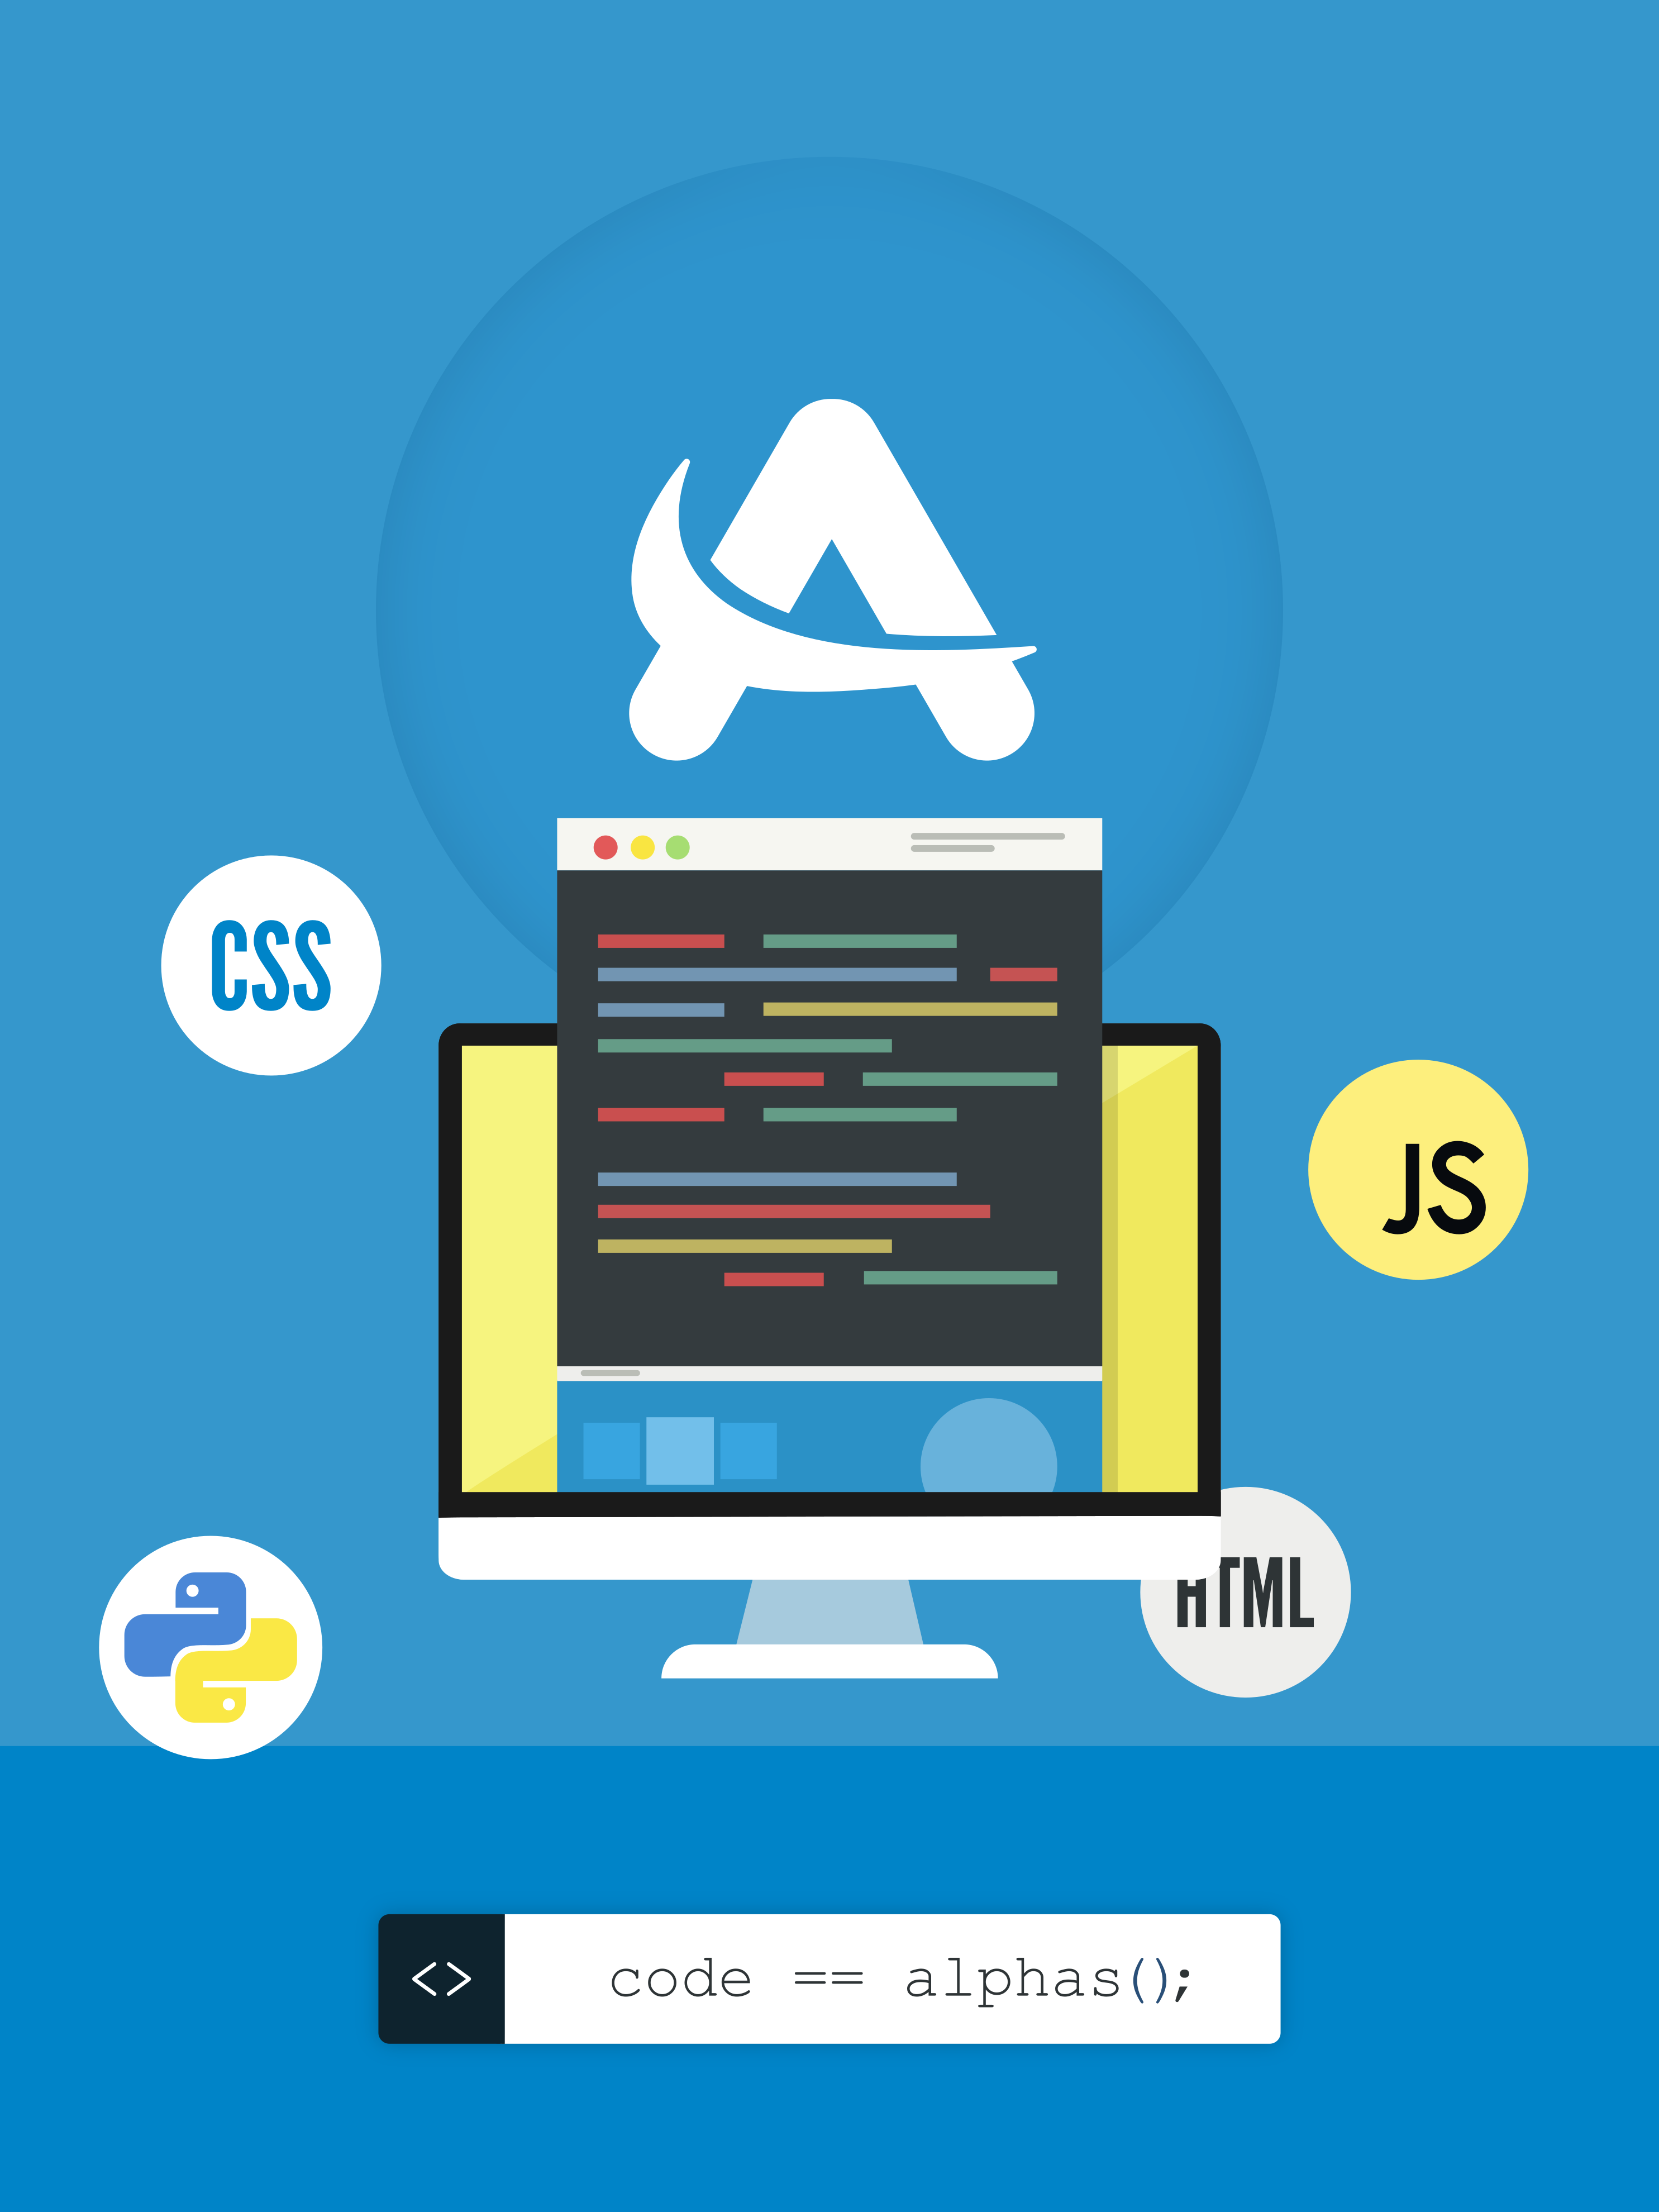 CSS
JS
HTML
<> code == alphas();